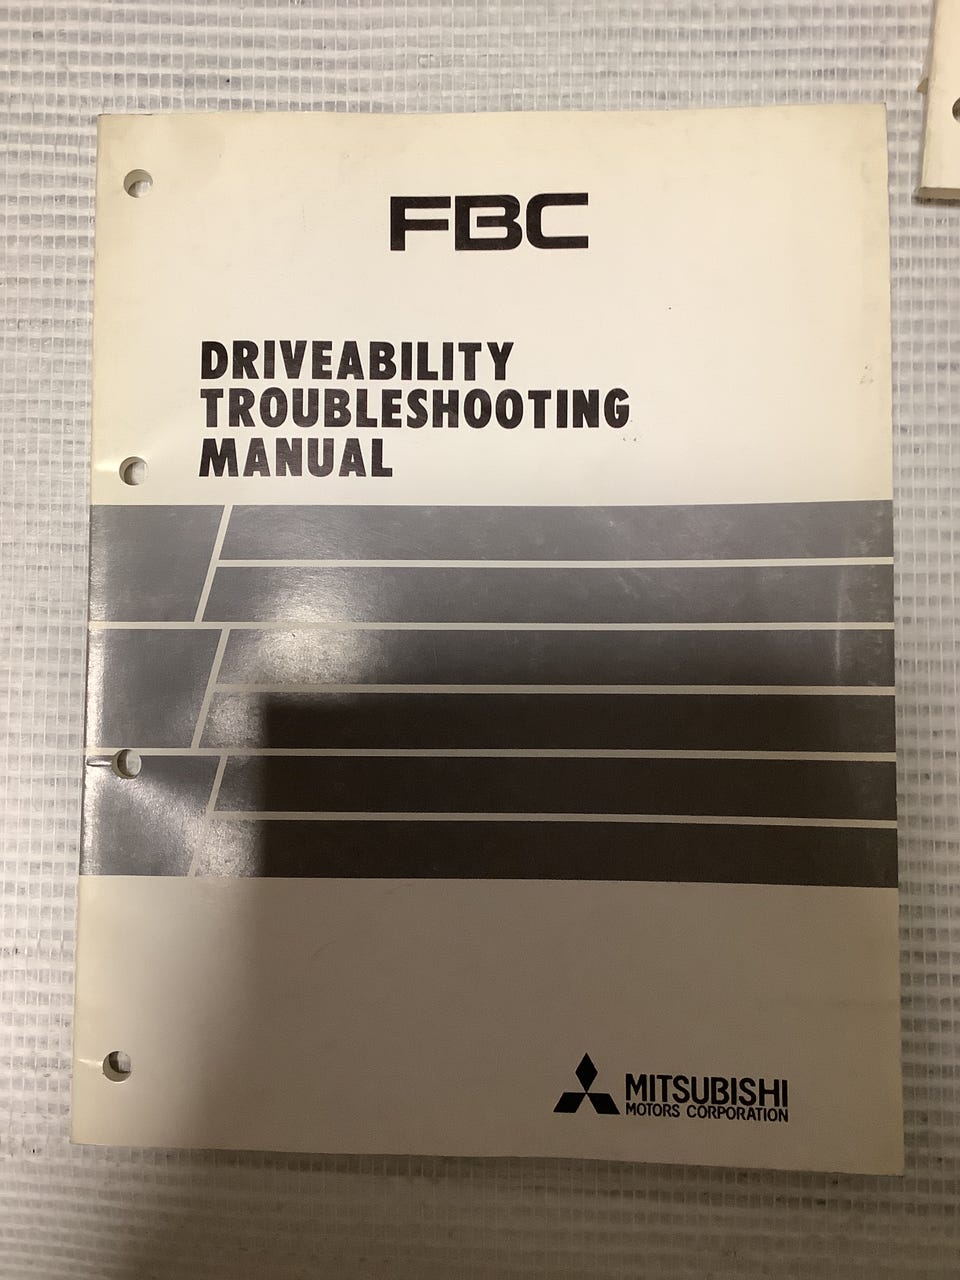 FBC
DRIVEABILITY
TROUBLESHOOTING
MANUAL
MITSUBISHI
MOTORS CORPORATION